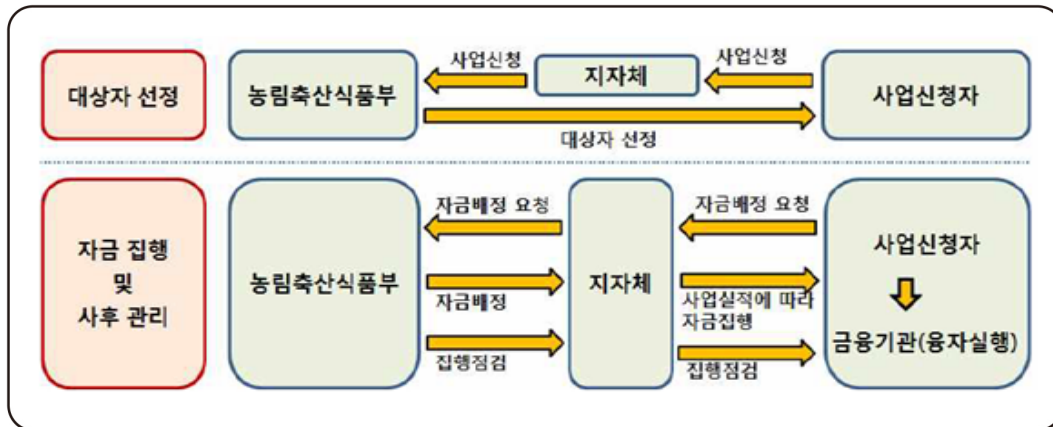 대상자 선정
농림축산식품부
사업신청
지자체
사업신청
사업신청자
대상자 선정
자금 집행
및
사후 관리
농림축산식품부
자금배정 요청
자금배정
집행점검
지자체
자금배정 요청
사업실적에 따라
자금집행
집행점검
사업신청자
금융기관(융자실행)